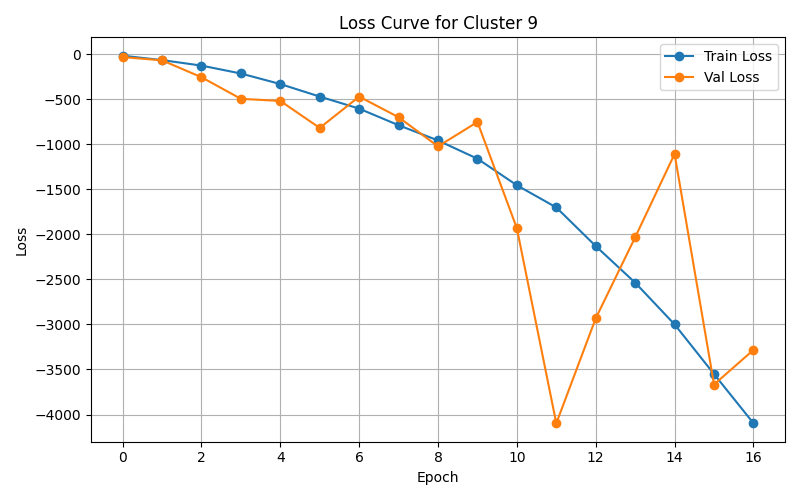 Loss Curve for Cluster 9
Train Loss
Val Loss
Loss
0
−500
−1000
−1500
−2000
−2500
−3000
−3500
−4000
0 2 4 6 8 10 12 14 16
Epoch